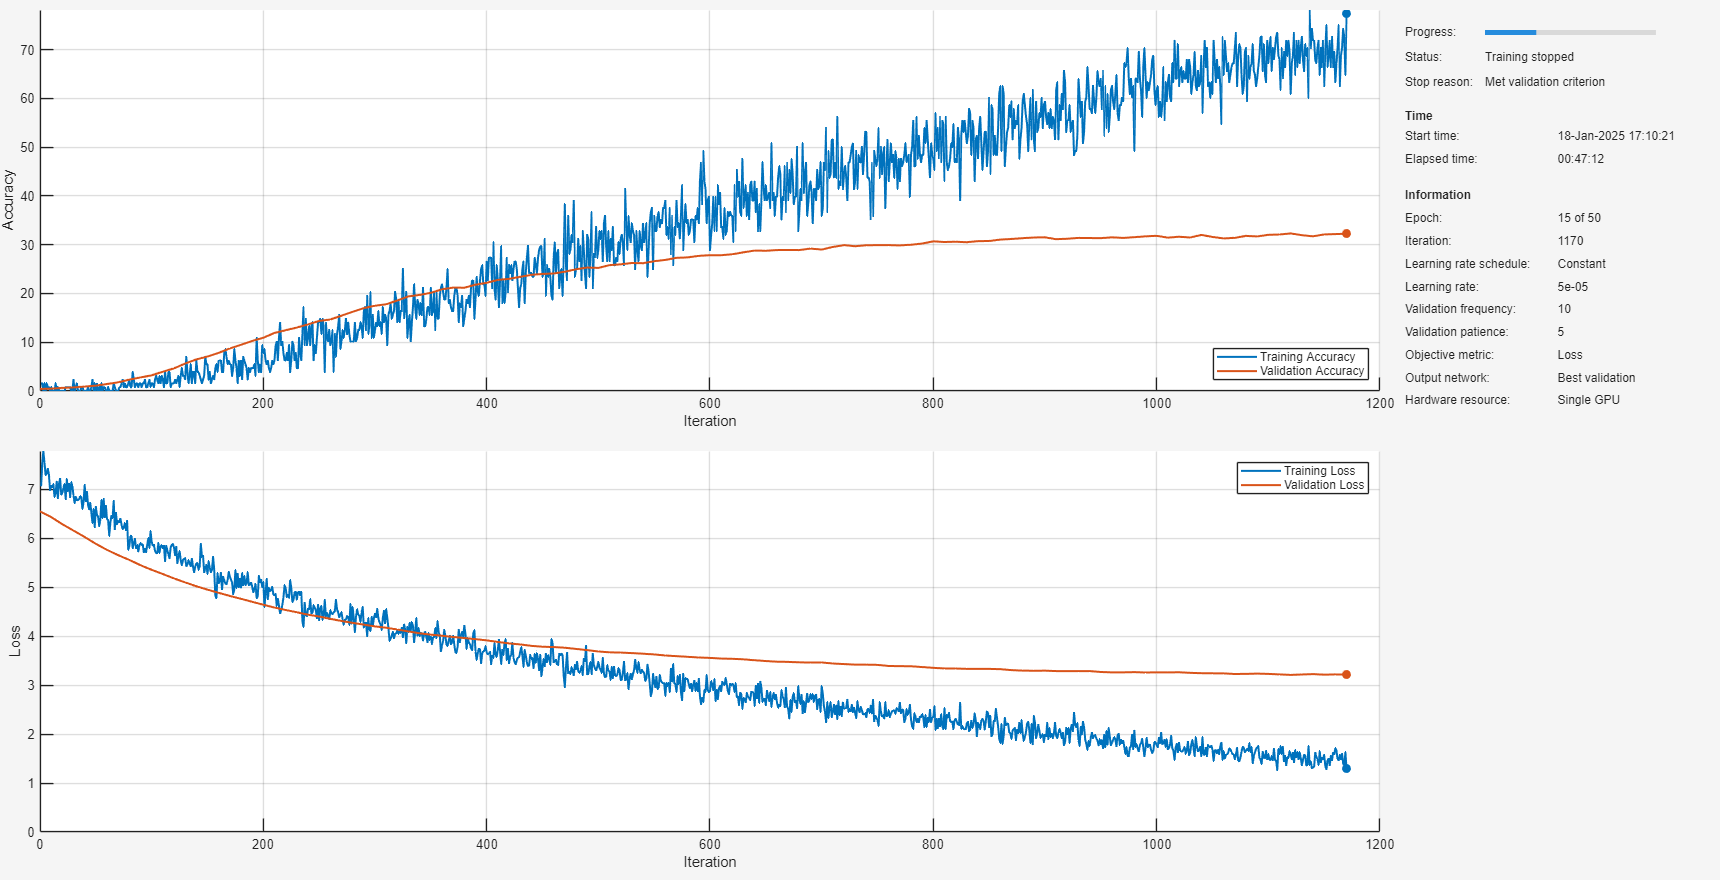 70
60
50
40
30
20
10
0
Accuracy
Training Accuracy
Validation Accuracy
0 200 400 600 800 1000 1200
Iteration
7
6
5
4
3
2
1
0
Loss
Training Loss
Validation Loss
0 200 400 600 800 1000 1200
Iteration
Progress:
Status: Training stopped
Stop reason: Met validation criterion
Time
Start time: 18-Jan-2025 17:10:21
Elapsed time: 00:47:12
Information
Epoch: 15 of 50
Iteration: 1170
Learning rate schedule: Constant
Learning rate: 5e-05
Validation frequency: 10
Validation patience: 5
Objective metric: Loss
Output network: Best validation
Hardware resource: Single GPU